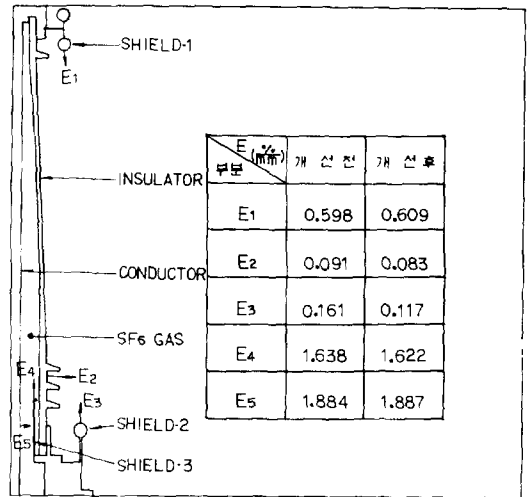 SHIELD-1
E1
INSULATOR
E (%/mm)
부분
개 선 전
개 선 후
E1 0.598 0.609
E2 0.091 0.083
E3 0.161 0.117
E4 1.638 1.622
E5 1.884 1.887
CONDUCTOR
SF6 GAS
E4
E2
E3
SHIELD-2
E5
SHIELD-3